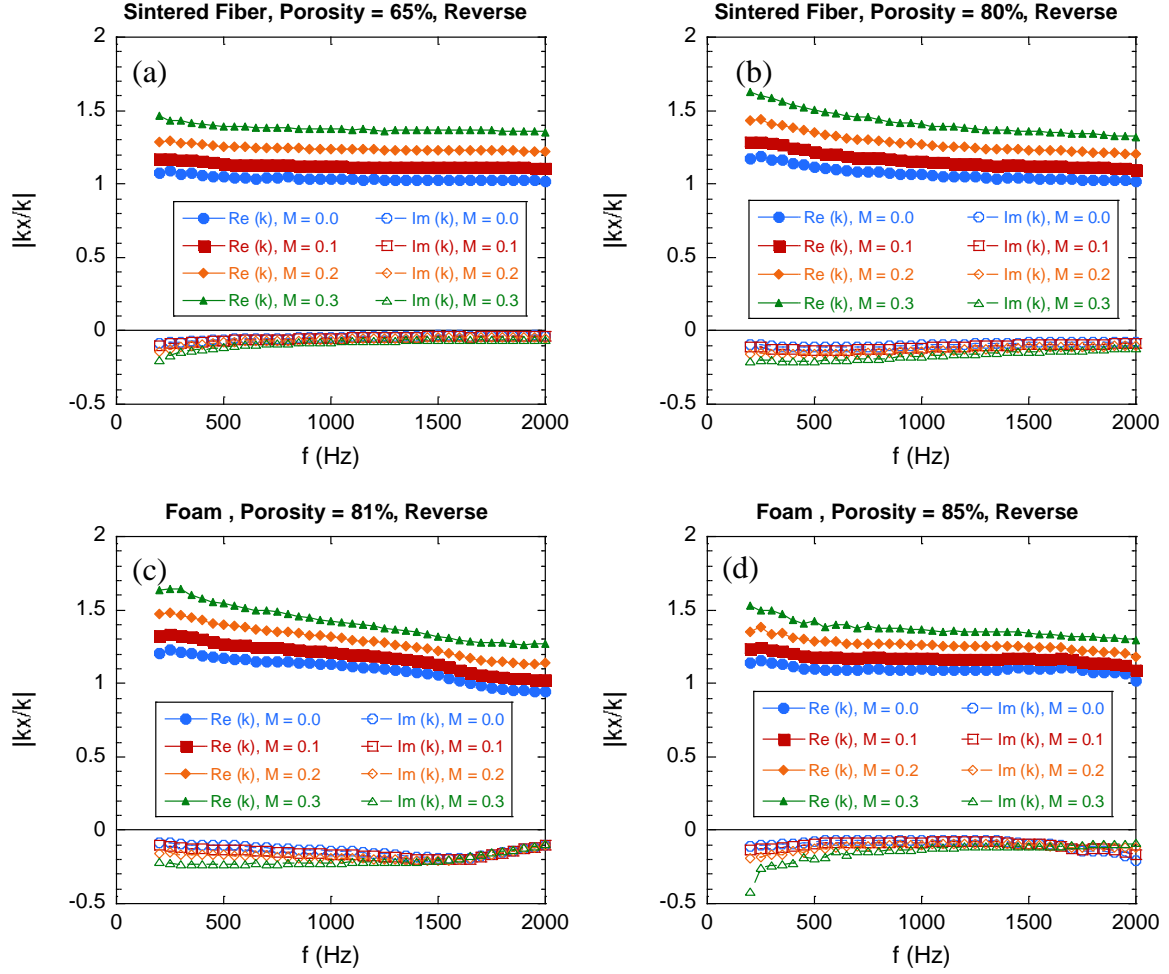 Sintered Fiber, Porosity = 65%, Reverse
(a)
|kx/k|
2
1.5
1
0.5
0
-0.5
Re (k), M = 0.0
Im (k), M = 0.0
Re (k), M = 0.1
Im (k), M = 0.1
Re (k), M = 0.2
Im (k), M = 0.2
Re (k), M = 0.3
Im (k), M = 0.3
0 500 1000 1500 2000
f (Hz)
Sintered Fiber, Porosity = 80%, Reverse
(b)
|kx/k|
2
1.5
1
0.5
0
-0.5
Re (k), M = 0.0
Im (k), M = 0.0
Re (k), M = 0.1
Im (k), M = 0.1
Re (k), M = 0.2
Im (k), M = 0.2
Re (k), M = 0.3
Im (k), M = 0.3
0 500 1000 1500 2000
f (Hz)
Foam , Porosity = 81%, Reverse
(c)
|kx/k|
2
1.5
1
0.5
0
-0.5
Re (k), M = 0.0
Im (k), M = 0.0
Re (k), M = 0.1
Im (k), M = 0.1
Re (k), M = 0.2
Im (k), M = 0.2
Re (k), M = 0.3
Im (k), M = 0.3
0 500 1000 1500 2000
f (Hz)
Foam , Porosity = 85%, Reverse
(d)
|kx/k|
2
1.5
1
0.5
0
-0.5
Re (k), M = 0.0
Im (k), M = 0.0
Re (k), M = 0.1
Im (k), M = 0.1
Re (k), M = 0.2
Im (k), M = 0.2
Re (k), M = 0.3
Im (k), M = 0.3
0 500 1000 1500 2000
f (Hz)